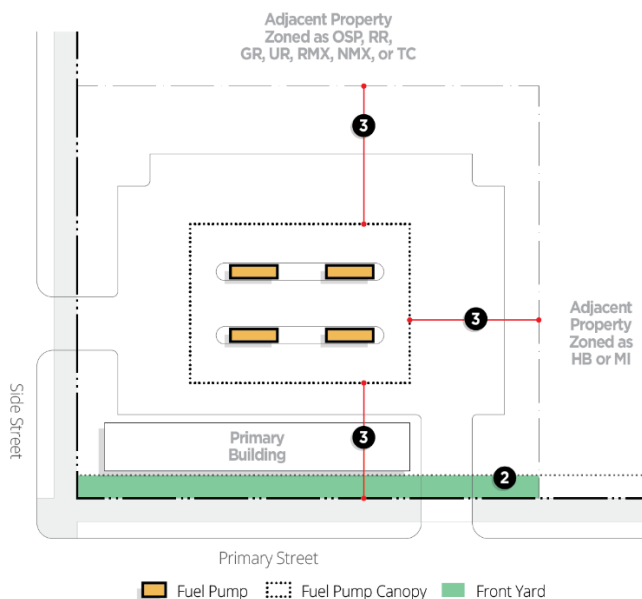 Adjacent Property
Zoned as OSP, RR,
GR, UR, RMX, NMX, or TC
3
3
Adjacent
Property
Zoned as
HB or MI
Side Street
3
Primary
Building
2
Primary Street
Fuel Pump
Fuel Pump Canopy
Front Yard